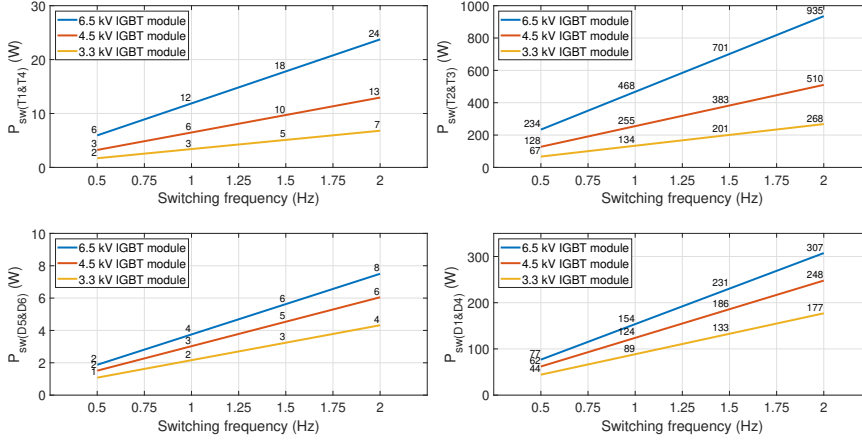 30
20
10
0
P sw(T1&T4) (W)
6.5 kV IGBT module
4.5 kV IGBT module
3.3 kV IGBT module
6
12
18
24
3
6
10
13
2
3
5
7
0.5 0.75 1 1.25 1.5 1.75 2
Switching frequency (Hz)
1000
800
600
400
200
0
P sw(T2&T3) (W)
6.5 kV IGBT module
4.5 kV IGBT module
3.3 kV IGBT module
234
468
701
935
128
255
383
510
67
134
201
268
0.5 0.75 1 1.25 1.5 1.75 2
Switching frequency (Hz)
10
8
6
4
2
0
P sw(D5&D6) (W)
6.5 kV IGBT module
4.5 kV IGBT module
3.3 kV IGBT module
2
4
6
8
2
3
5
6
1
2
3
4
0.5 0.75 1 1.25 1.5 1.75 2
Switching frequency (Hz)
300
200
100
0
P sw(D1&D4) (W)
6.5 kV IGBT module
4.5 kV IGBT module
3.3 kV IGBT module
77
154
231
307
62
124
186
248
44
89
133
177
0.5 0.75 1 1.25 1.5 1.75 2
Switching frequency (Hz)